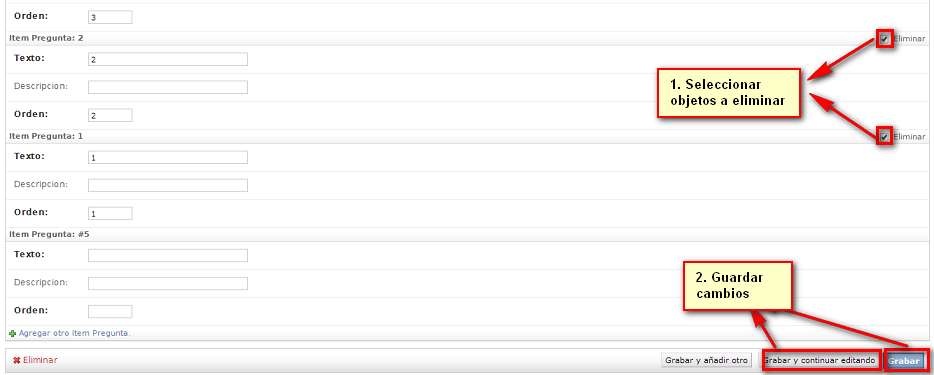 Orden: 3
Item Pregunta: 2 Eliminar
Texto: 2
1. Seleccionar
objetos a eliminar
Descripcion:
Orden: 2
Item Pregunta: 1 Eliminar
Texto: 1
Descripcion:
Orden: 1
Item Pregunta: #5
Texto:
2. Guardar
cambios
Descripcion:
Orden:
Agregar otro Item Pregunta.
Eliminar Grabar y añadir otro Grabar y continuar editando Grabar